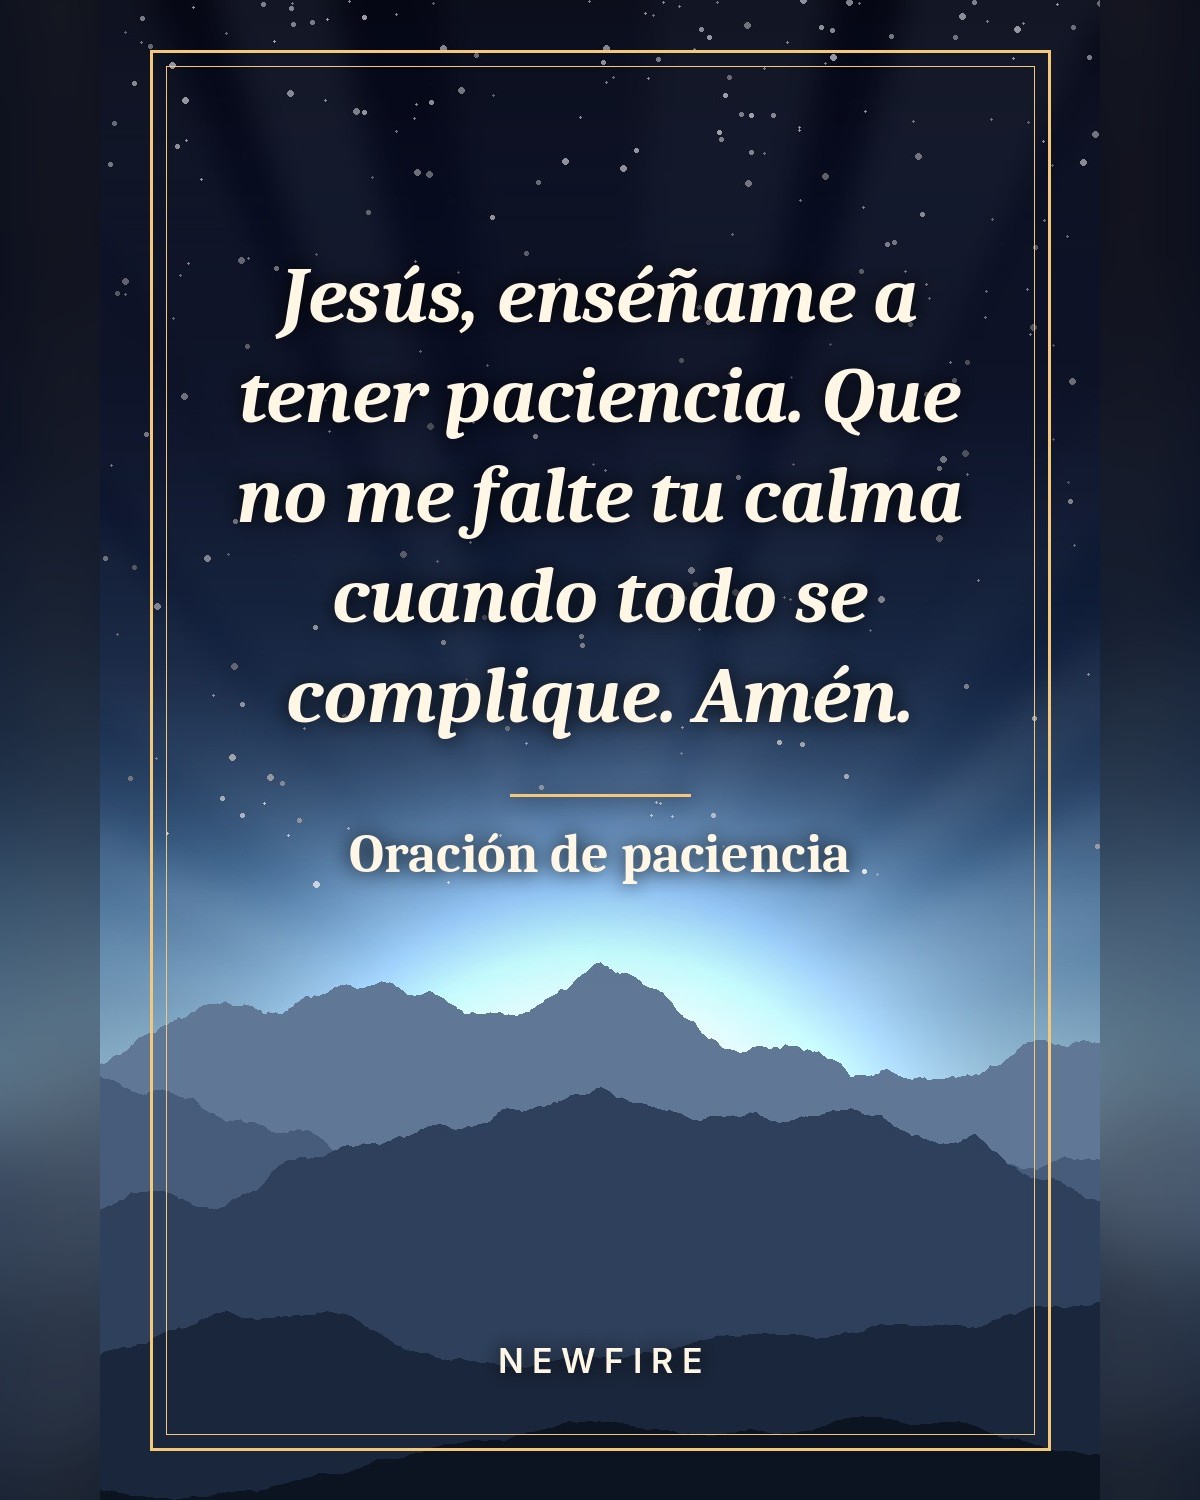 Jesús, enséñame a
tener paciencia. Que
no me falte tu calma
cuando todo se
complique. Amén.
Oración de paciencia
NEWFIRE